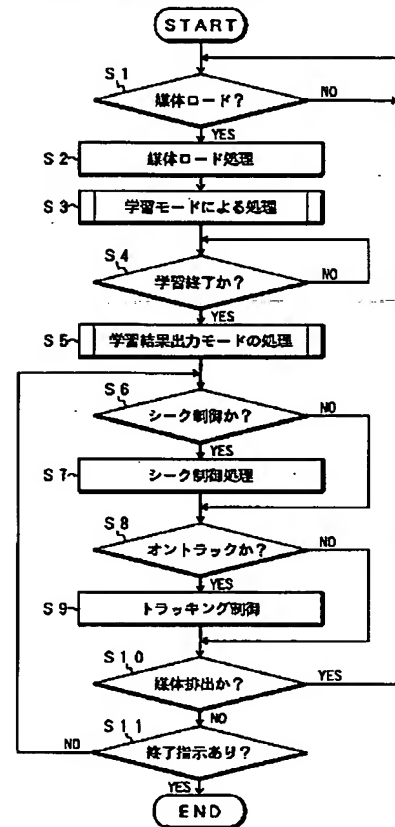 START
S1
媒体ロード?
NO
YES
S2
媒体ロード処理
S3
学習モードによる処理
S4
学習終了か?
NO
YES
S5
学習結果出力モードの処理
S6
シーク制御か?
NO
YES
S7
シーク制御処理
S8
オントラックか?
NO
YES
S9
トラッキング制御
S10
媒体排出か?
YES
NO
S11
終了指示あり?
NO
YES
END